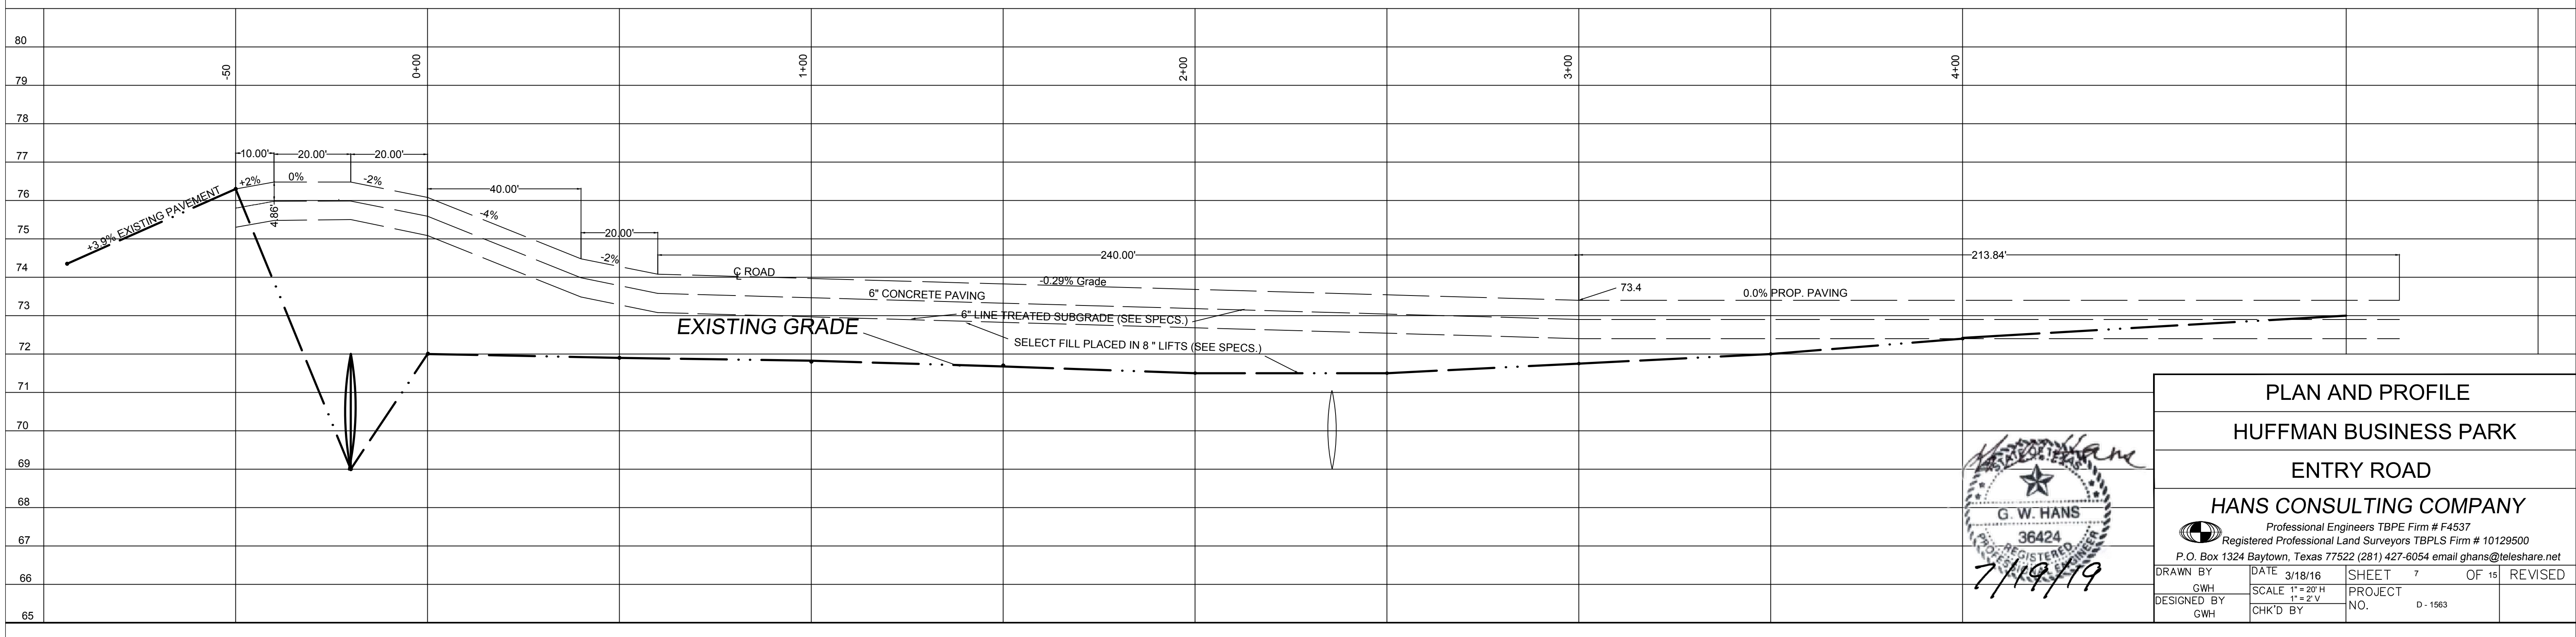 80
79
78
77
76
75
74
73
72
71
70
69
68
67
66
65
-50
0+00
1+00
2+00
3+00
4+00
10.00'
20.00'
20.00'
+2%
0%
-2%
4.86'
+3.9% EXISTING PAVEMENT
40.00'
-4%
20.00'
-2%
240.00'
213.84'
℄ ROAD
-0.29% Grade
73.4
0.0% PROP. PAVING
6" CONCRETE PAVING
6" LINE TREATED SUBGRADE (SEE SPECS.)
EXISTING GRADE
SELECT FILL PLACED IN 8 " LIFTS (SEE SPECS.)
STATE OF TEXAS
G. W. HANS
36424
REGISTERED
PROFESSIONAL ENGINEER
7/19/19
PLAN AND PROFILE
HUFFMAN BUSINESS PARK
ENTRY ROAD
HANS CONSULTING COMPANY
Professional Engineers TBPE Firm # F4537
Registered Professional Land Surveyors TBPLS Firm # 10129500
P.O. Box 1324 Baytown, Texas 77522 (281) 427-6054 email ghans@teleshare.net
DRAWN BY
GWH
DESIGNED BY
GWH
DATE 3/18/16
SCALE 1" = 20' H
1" = 2' V
CHK'D BY
SHEET 7 OF 15
PROJECT
NO. D - 1563
REVISED